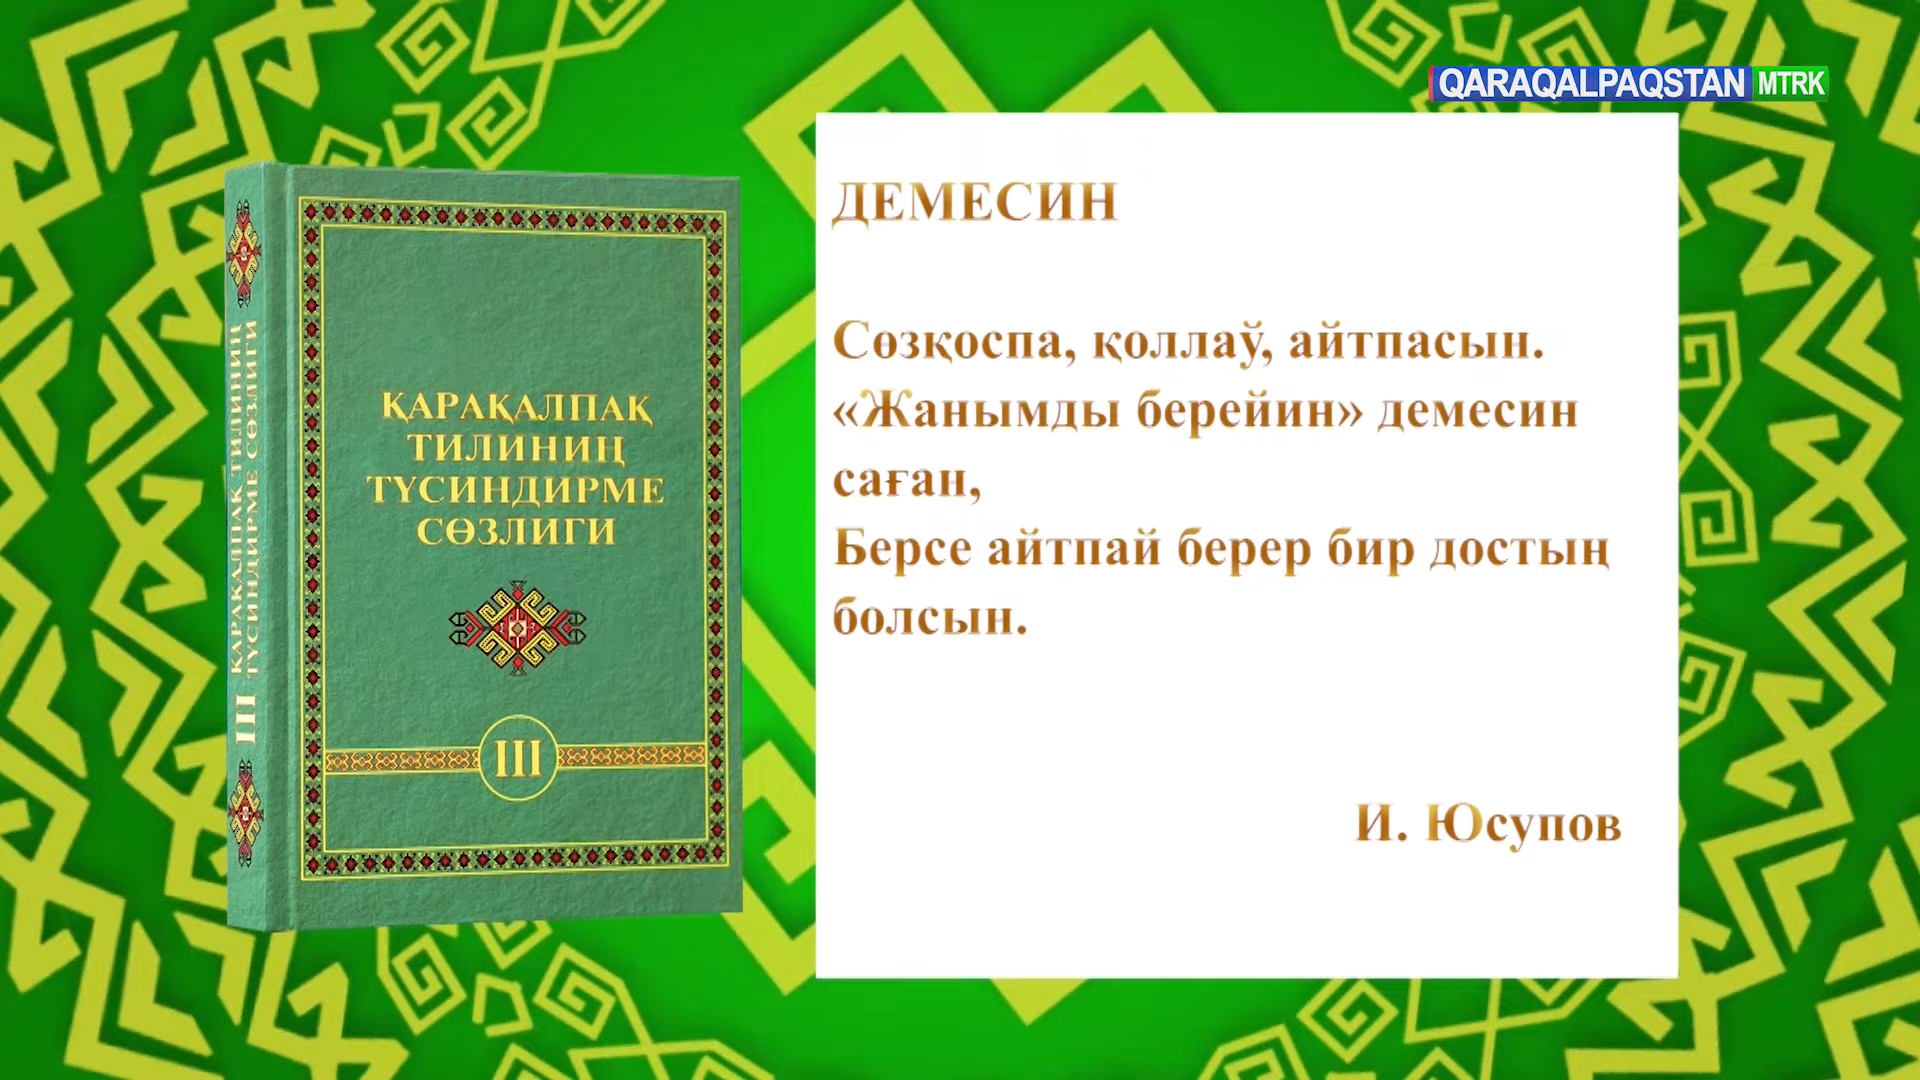 QARAQALPAQSTAN MTRK
ҚАРАҚАЛПАҚ ТИЛИНИҢ
ТҮСИНДИРМЕ СӨЗЛИГИ
III
ҚАРАҚАЛПАҚ
ТИЛИНИҢ
ТҮСИНДИРМЕ
СӨЗЛИГИ
III
ДЕМЕСИН
Сөзқоспа, қоллаў, айтпасын.
«Жанымды берейин» демесин
саған,
Берсе айтпай берер бир достың
болсын.
И. Юсупов